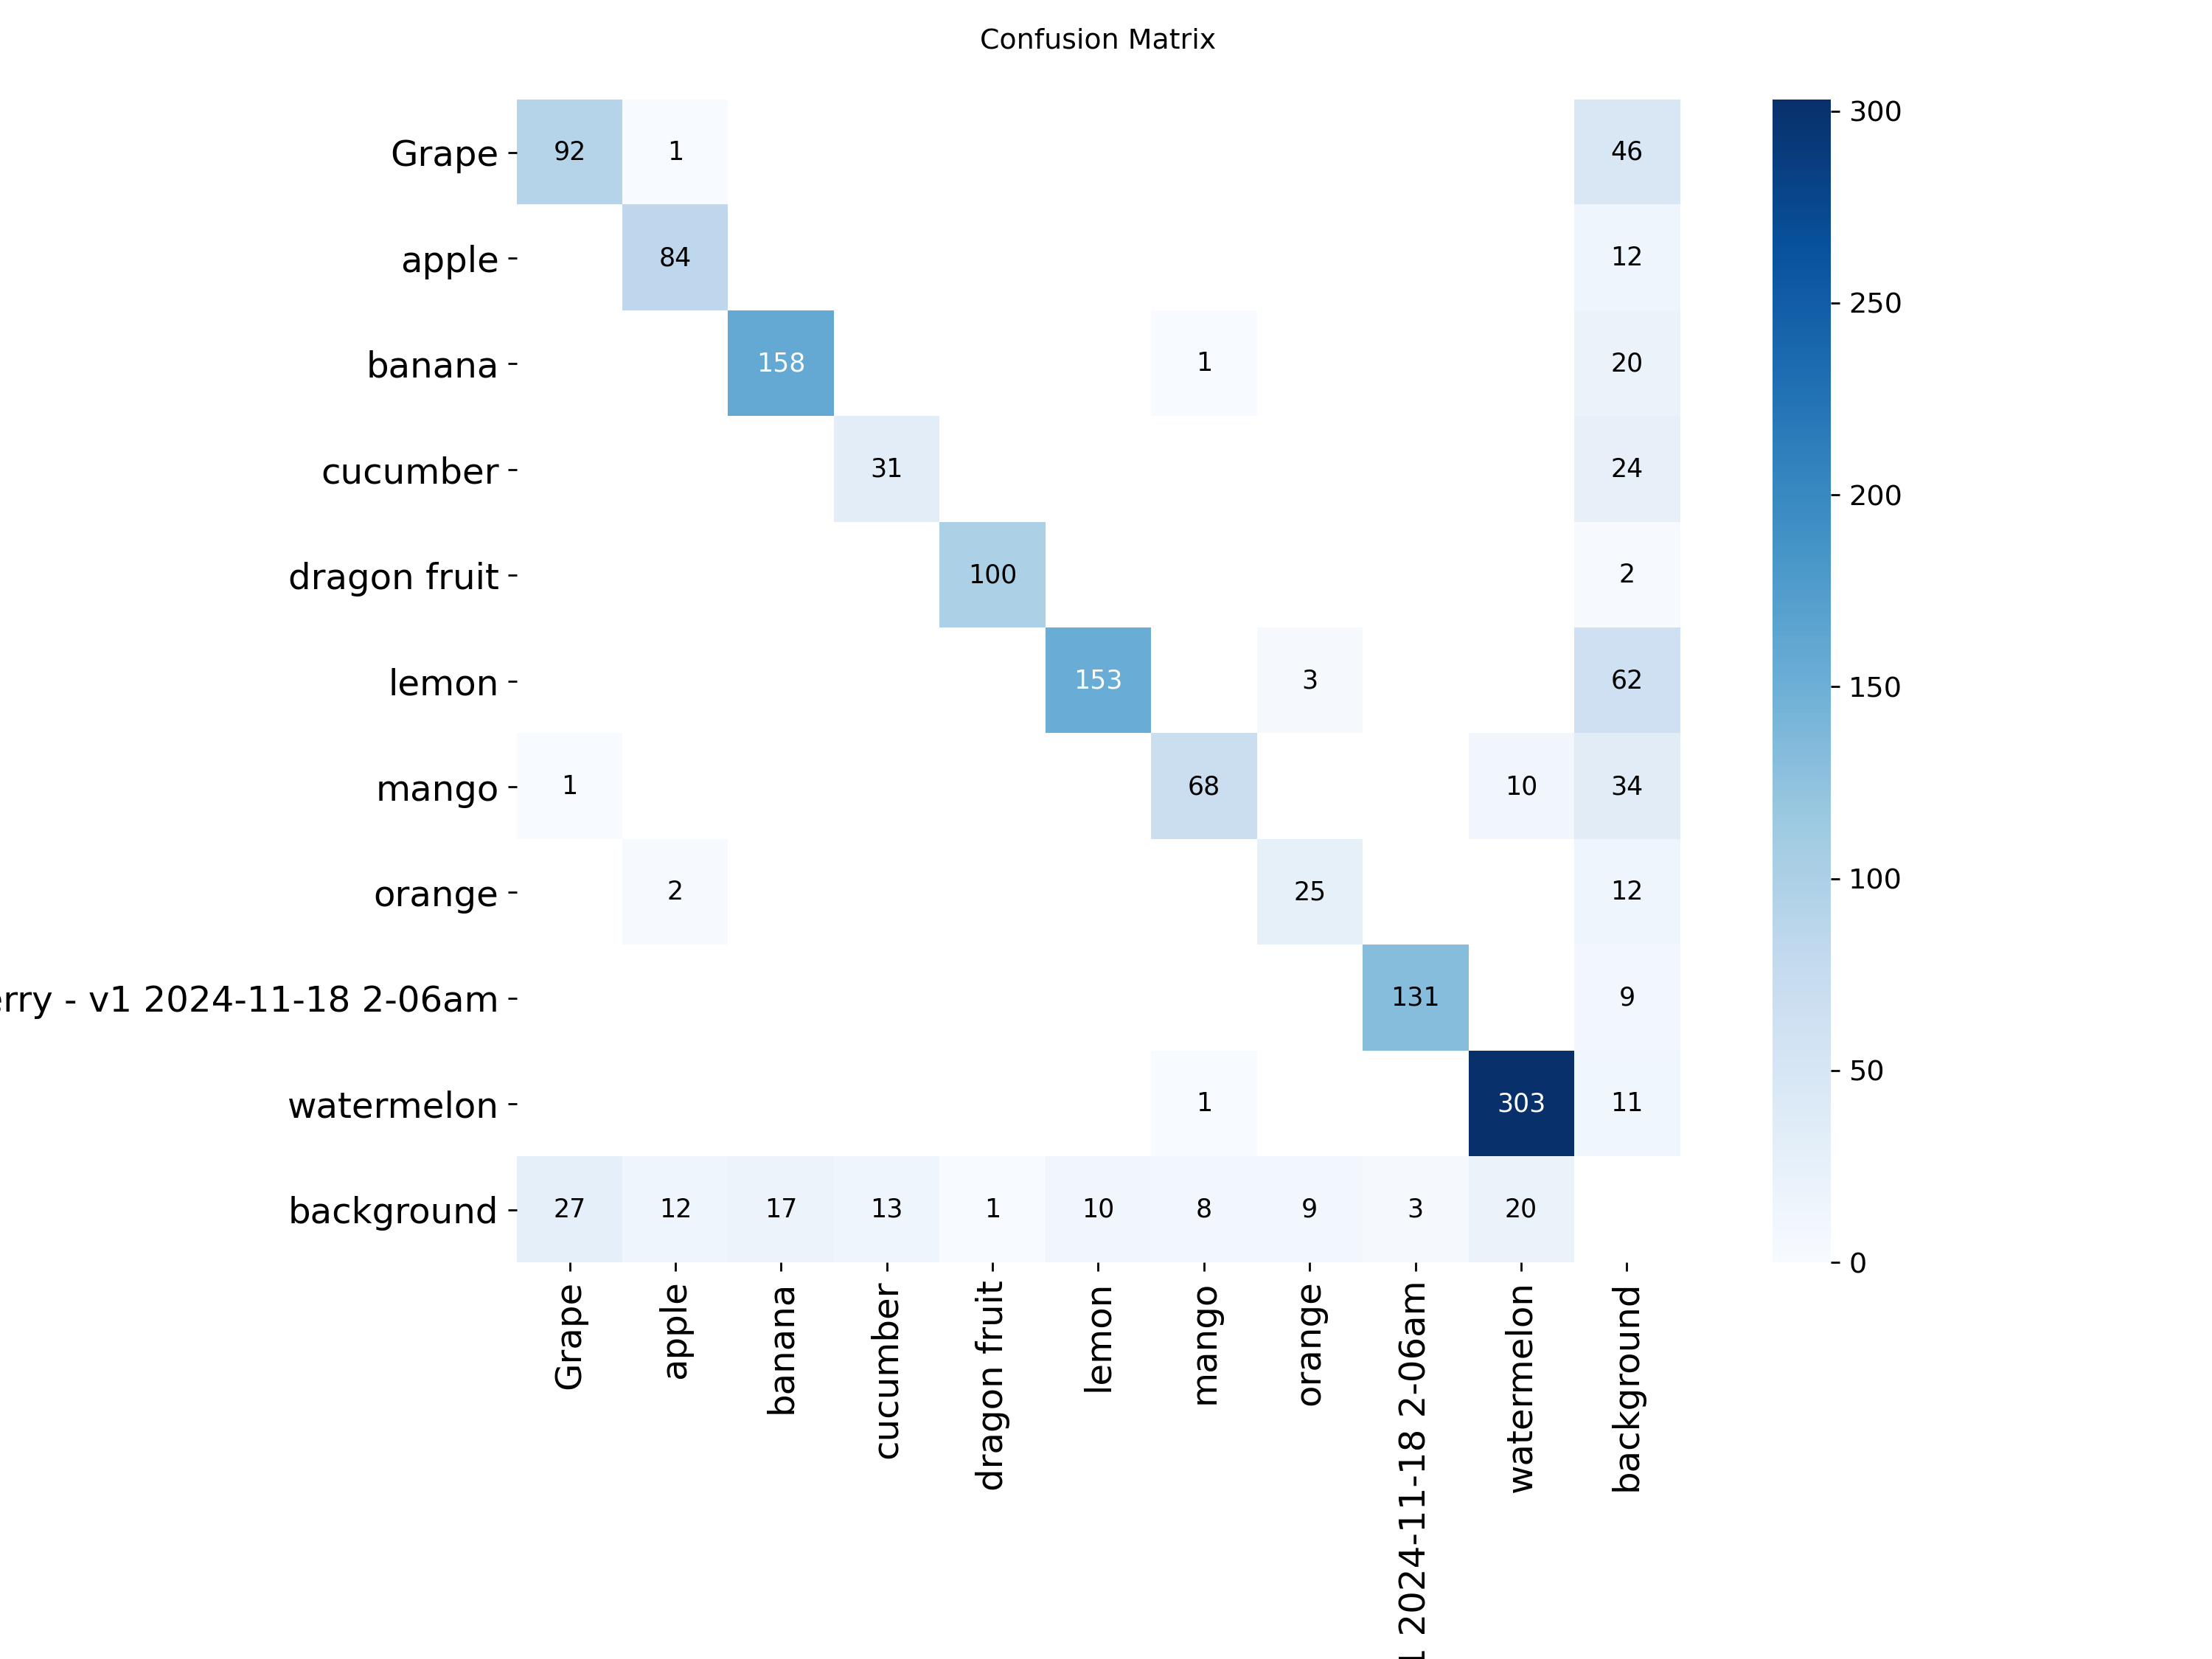 Confusion Matrix
Grape 92 1 46
apple 84 12
banana 158 1 20
cucumber 31 24
dragon fruit 100 2
lemon 153 3 62
mango 1 68 10 34
orange 2 25 12
- v1 2024-11-18 2-06am 131 9
watermelon 1 303 11
background 27 12 17 13 1 10 8 9 3 20
Grape
apple
banana
cucumber
dragon fruit
lemon
mango
orange
2024-11-18 2-06am
watermelon
background
300
250
200
150
100
50
0